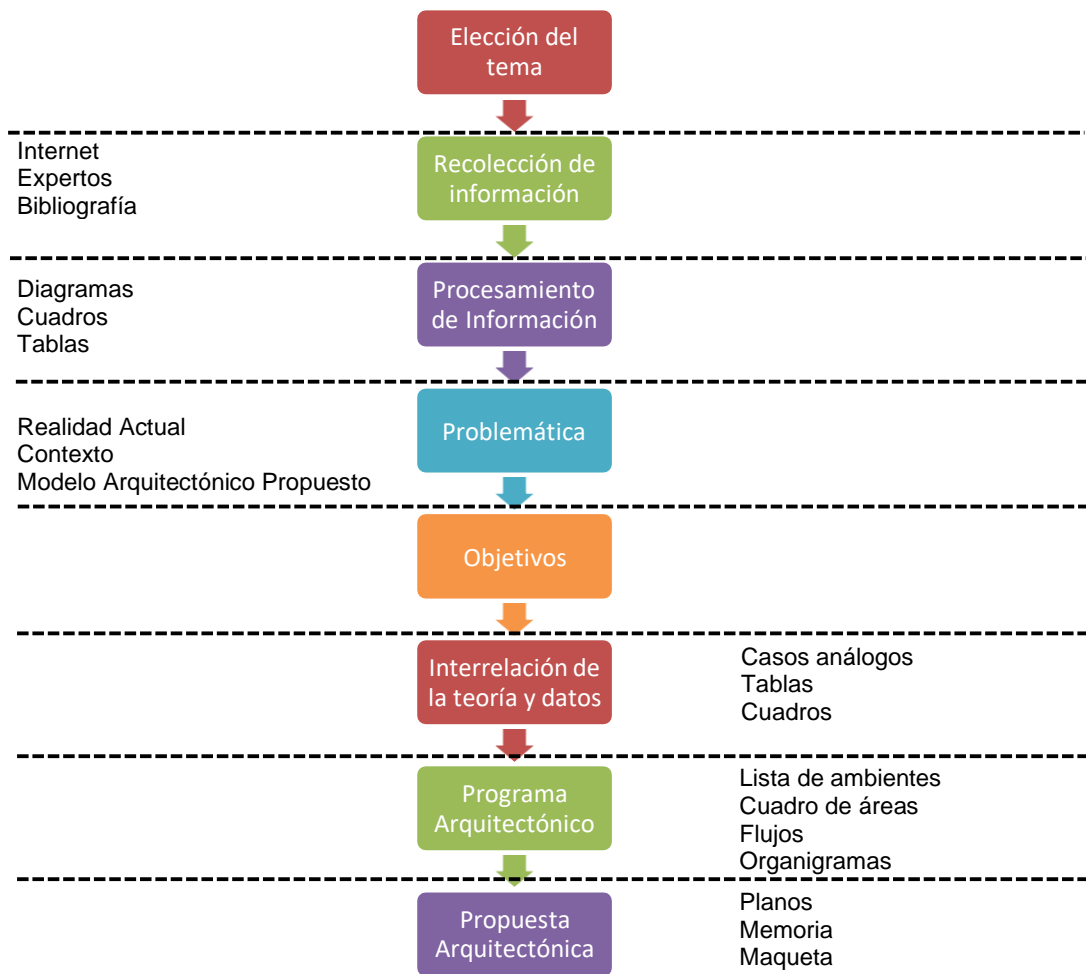 Elección del
tema
Internet
Expertos
Bibliografía
Recolección de
información
Diagramas
Cuadros
Tablas
Procesamiento
de Información
Realidad Actual
Contexto
Modelo Arquitectónico Propuesto
Problemática
Objetivos
Interrelación de
la teoría y datos
Casos análogos
Tablas
Cuadros
Programa
Arquitectónico
Lista de ambientes
Cuadro de áreas
Flujos
Organigramas
Propuesta
Arquitectónica
Planos
Memoria
Maqueta